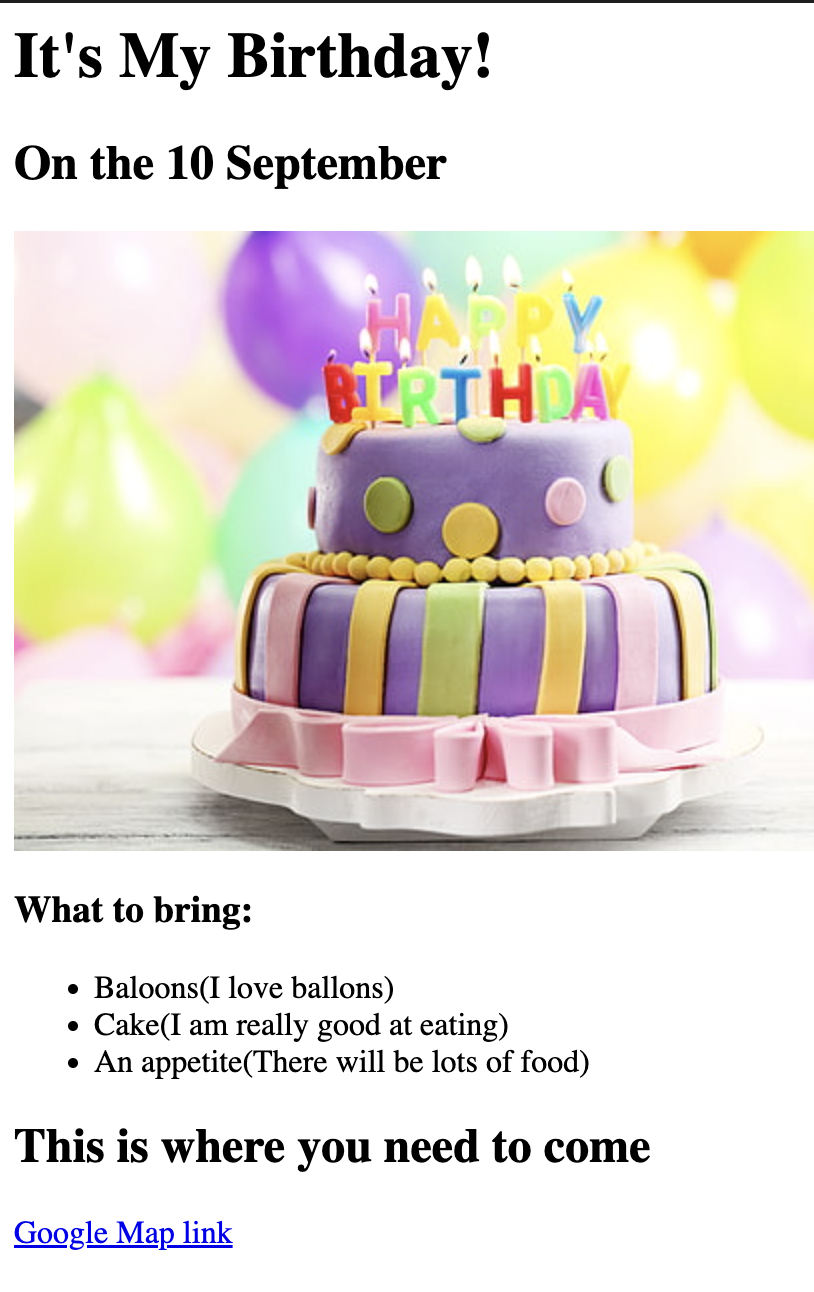 It's My Birthday!
On the 10 September
HAPPY
BIRTHDAY
What to bring:
Baloons(I love ballons)
Cake(I am really good at eating)
An appetite(There will be lots of food)
This is where you need to come
Google Map link